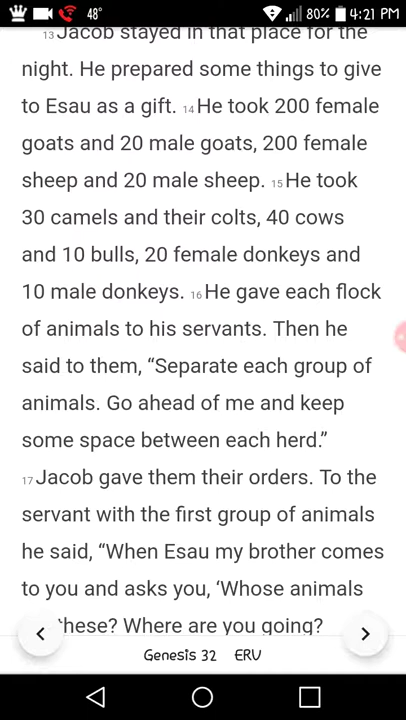 48° 80% 4:21 PM
13 Jacob stayed in that place for the
night. He prepared some things to give
to Esau as a gift. 14 He took 200 female
goats and 20 male goats, 200 female
sheep and 20 male sheep. 15 He took
30 camels and their colts, 40 cows
and 10 bulls, 20 female donkeys and
10 male donkeys. 16 He gave each flock
of animals to his servants. Then he
said to them, “Separate each group of
animals. Go ahead of me and keep
some space between each herd.”
17 Jacob gave them their orders. To the
servant with the first group of animals
he said, “When Esau my brother comes
to you and asks you, ‘Whose animals
these? Where are you going?
Genesis 32 ERV